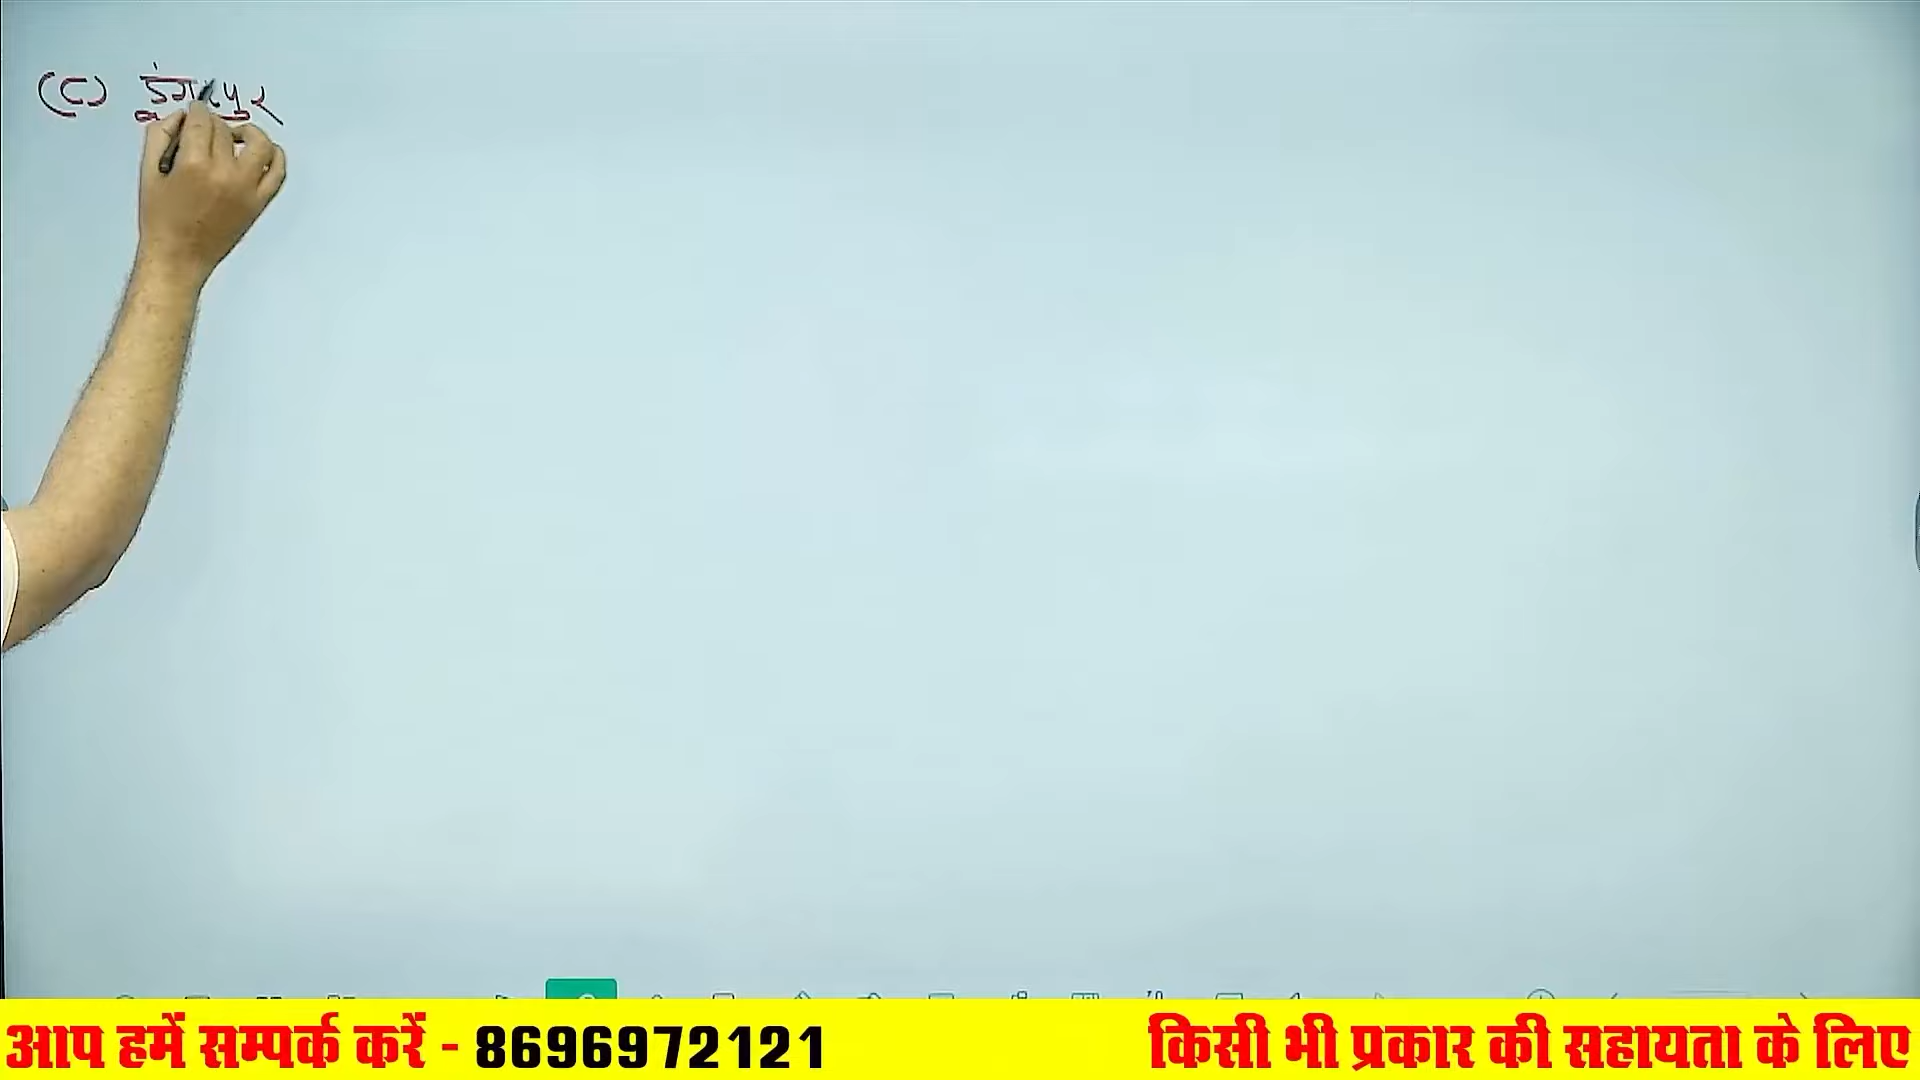 (C) डूंगरपुर
आप हमें सम्पर्क करें - 8696972121
किसी भी प्रकार की सहायता के लिए